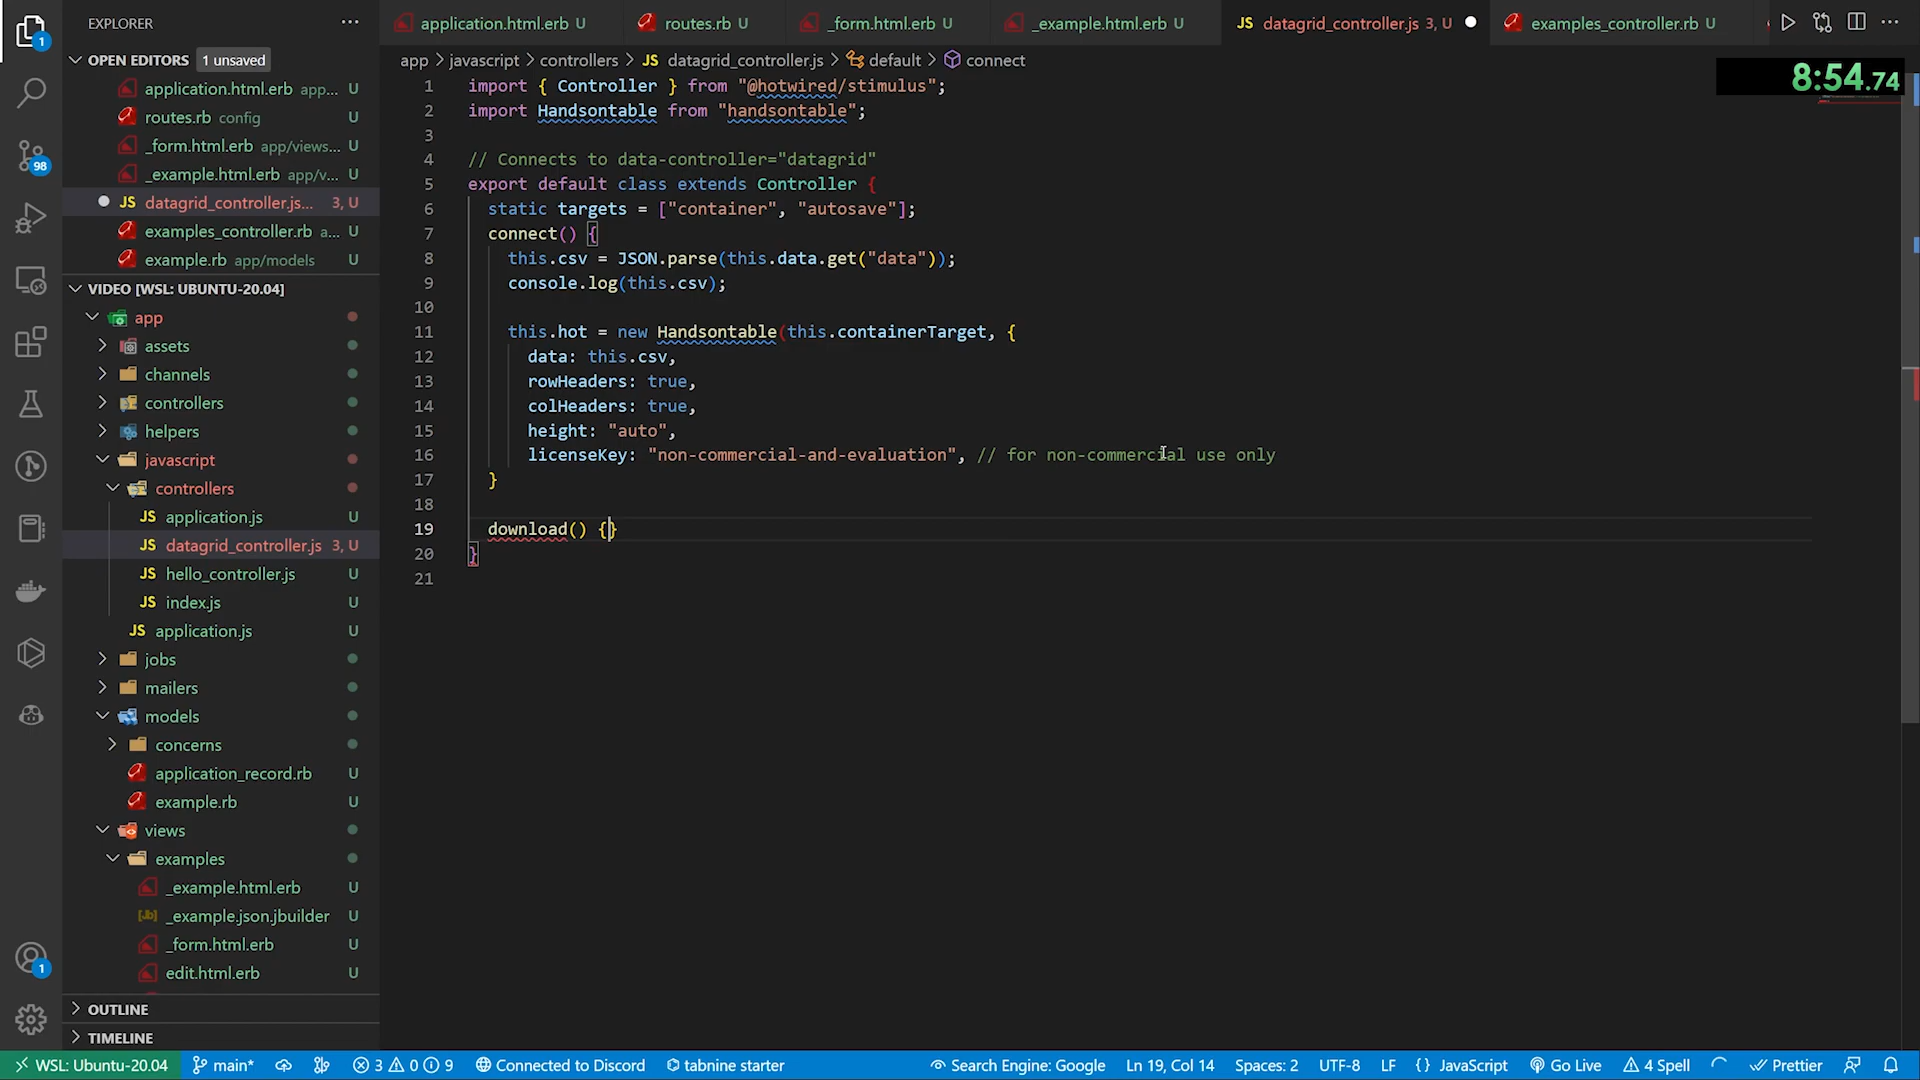 EXPLORER
OPEN EDITORS 1 unsaved
application.html.erb app... U
routes.rb config U
_form.html.erb app/views... U
_example.html.erb app/v... U
JS datagrid_controller.js... 3, U
examples_controller.rb a... U
example.rb app/models U
VIDEO [WSL: UBUNTU-20.04]
app
assets
channels
controllers
helpers
javascript
controllers
JS application.js U
JS datagrid_controller.js 3, U
JS hello_controller.js U
JS index.js U
JS application.js U
jobs
mailers
models
concerns
application_record.rb U
example.rb U
views
examples
_example.html.erb U
_example.json.jbuilder U
_form.html.erb U
edit.html.erb U
OUTLINE
TIMELINE
1
98
1
application.html.erb U routes.rb U _form.html.erb U _example.html.erb U JS datagrid_controller.js 3, U examples_controller.rb U
app > javascript > controllers > JS datagrid_controller.js > default > connect
8:54.74
1 import { Controller } from "@hotwired/stimulus";
2 import Handsontable from "handsontable";
3
4 // Connects to data-controller="datagrid"
5 export default class extends Controller {
6 static targets = ["container", "autosave"];
7 connect() {
8 this.csv = JSON.parse(this.data.get("data"));
9 console.log(this.csv);
10
11 this.hot = new Handsontable(this.containerTarget, {
12 data: this.csv,
13 rowHeaders: true,
14 colHeaders: true,
15 height: "auto",
16 licenseKey: "non-commercial-and-evaluation", // for non-commercial use only
17 }
18
19 download() {}
20 }
21
WSL: Ubuntu-20.04 main* 3 0 9 Connected to Discord tabnine starter Search Engine: Google Ln 19, Col 14 Spaces: 2 UTF-8 LF {} JavaScript Go Live 4 Spell Prettier